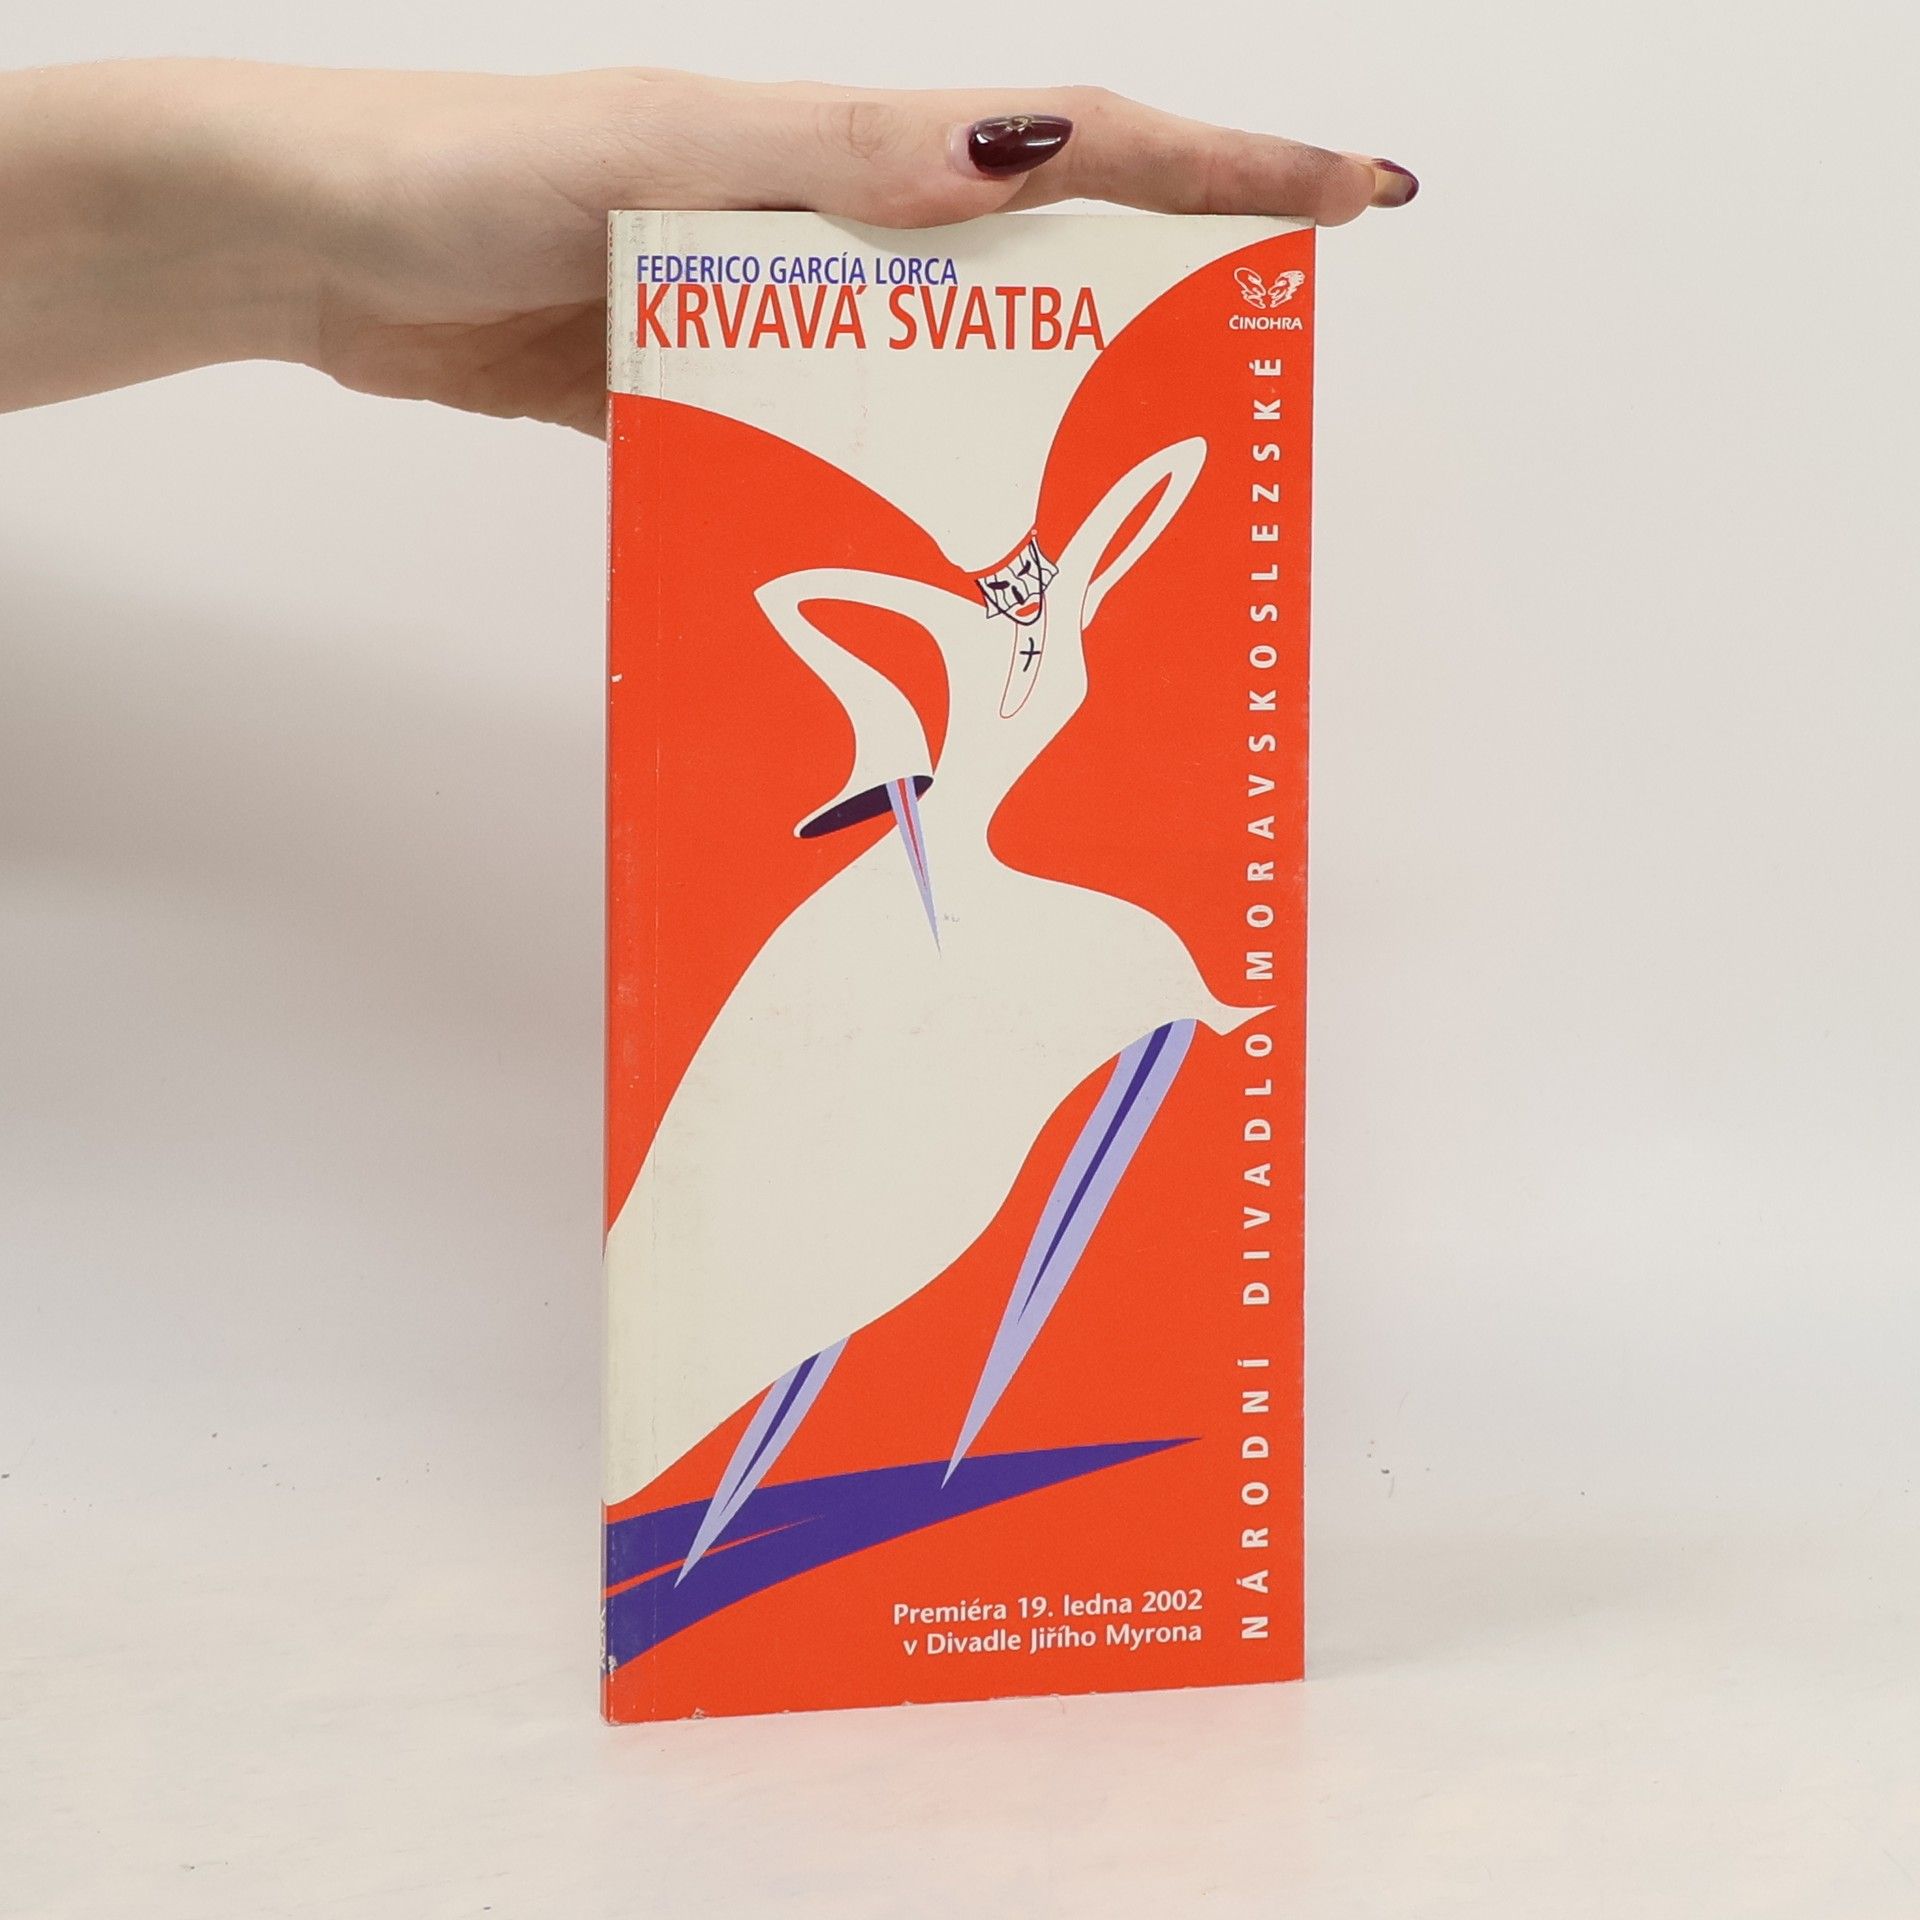 FEDERICO GARCÍA LORCA
KRVAVÁ SVATBA
ČINOHRA
NÁRODNÍ DIVADLO MORAVSKOSLEZSKÉ
Premiéra 19. ledna 2002
v Divadle Jiřího Myrona